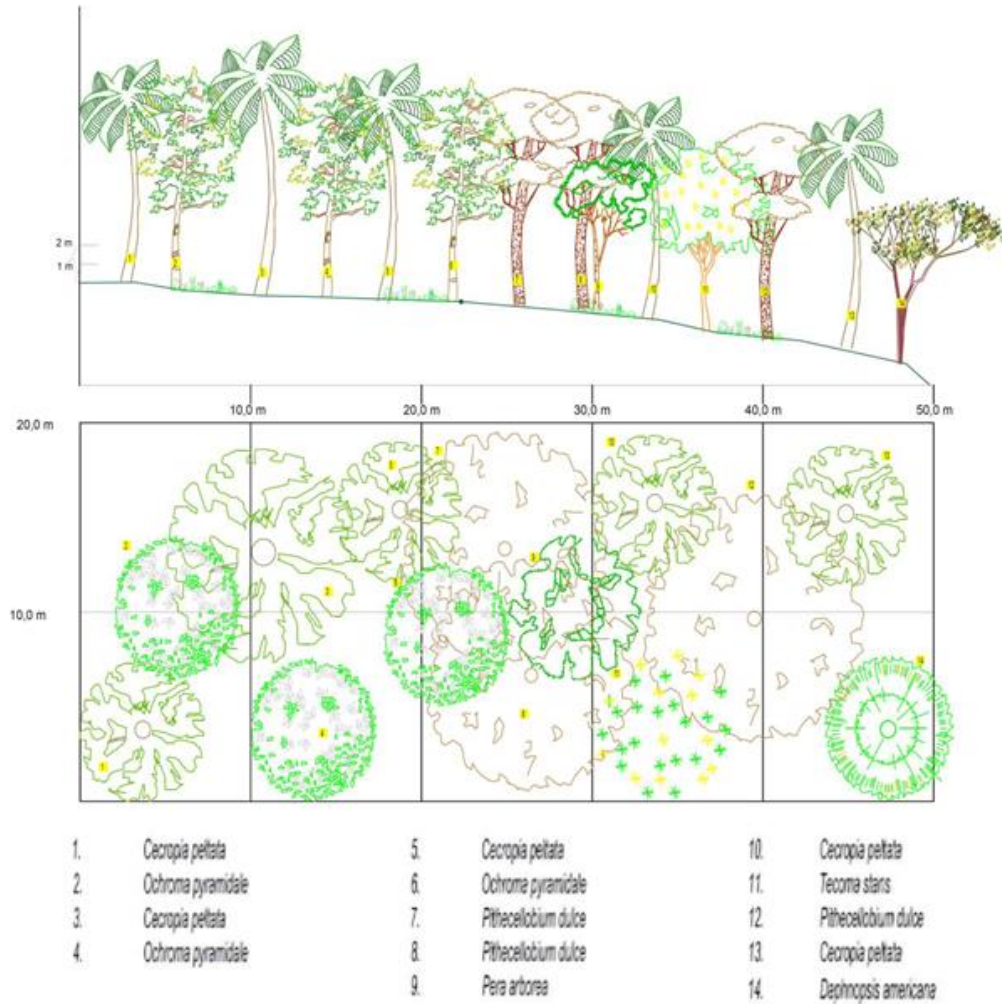 2 m
1 m
10,0 m 20,0 m 30,0 m 40,0 m 50,0 m
20,0 m
10,0 m
1. Cecropia peltata
2. Ochroma pyramidale
3. Cecropia peltata
4. Ochroma pyramidale
5. Cecropia peltata
6. Ochroma pyramidale
7. Pithecellobium dulce
8. Pithecellobium dulce
9. Pera arborea
10. Cecropia peltata
11. Tecoma stans
12. Pithecellobium dulce
13. Cecropia peltata
14. Daphnopsis americana